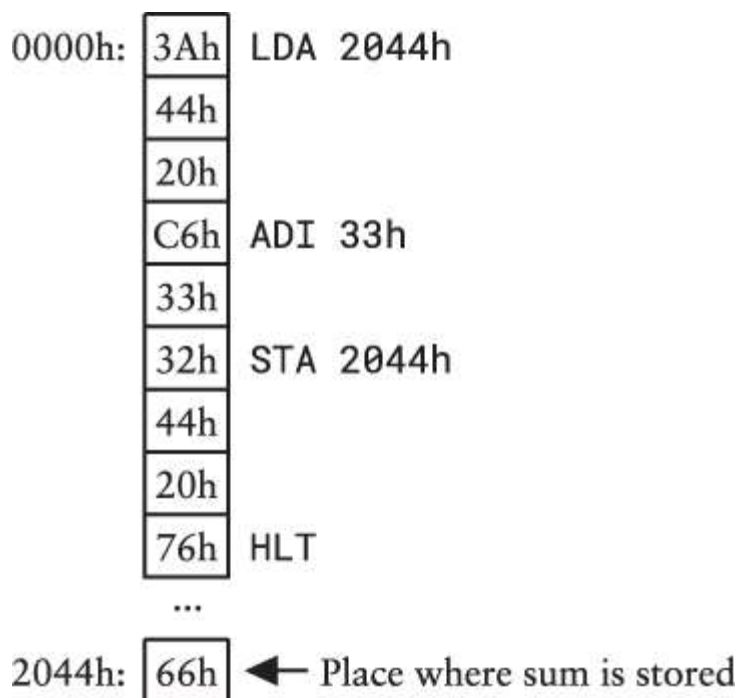 0000h: 3Ah LDA 2044h
44h
20h
C6h ADI 33h
33h
32h STA 2044h
44h
20h
76h HLT
...
2044h: 66h Place where sum is stored